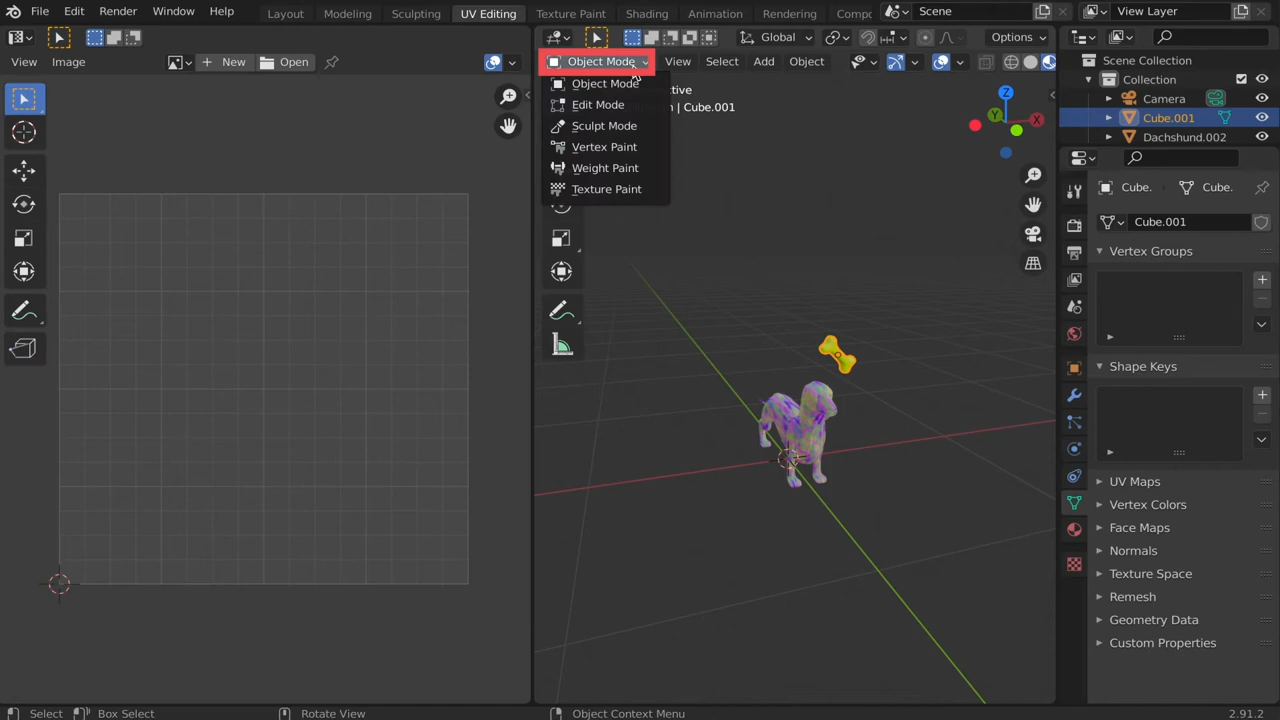 File Edit Render Window Help Layout Modeling Sculpting UV Editing Texture Paint Shading Animation Rendering Scene View Layer
Global Options
View Image New Open Object Mode View Select Add Object
Scene Collection
Object Mode
Collection
| Cube.001
Edit Mode
Camera
Sculpt Mode
Cube.001
Vertex Paint
Dachshund.002
Weight Paint
Texture Paint
Cube. Cube.
Cube.001
Vertex Groups
Shape Keys
UV Maps
Vertex Colors
Face Maps
Normals
Texture Space
Remesh
Geometry Data
Custom Properties
Z
Y
X
Select Box Select Rotate View Object Context Menu 2.91.2